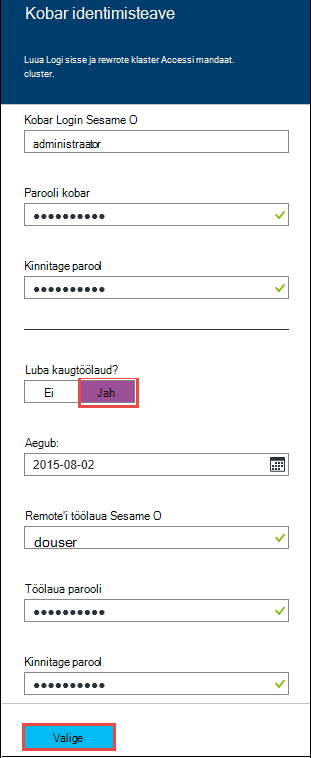 Kobar identimisteave
Luua Logi sisse ja rewrote klaster Accessi mandaat.
cluster.
Kobar Login Sesame O
administraator
Parooli kobar
●●●●●●●●●●
Kinnitage parool
●●●●●●●●●●
Luba kaugtöölaud?
Ei Jah
Aegub:
2015-08-02
Remote'i töölaua Sesame O
douser
Töölaua parooli
●●●●●●●●●●
Kinnitage parool
●●●●●●●●●●
Valige